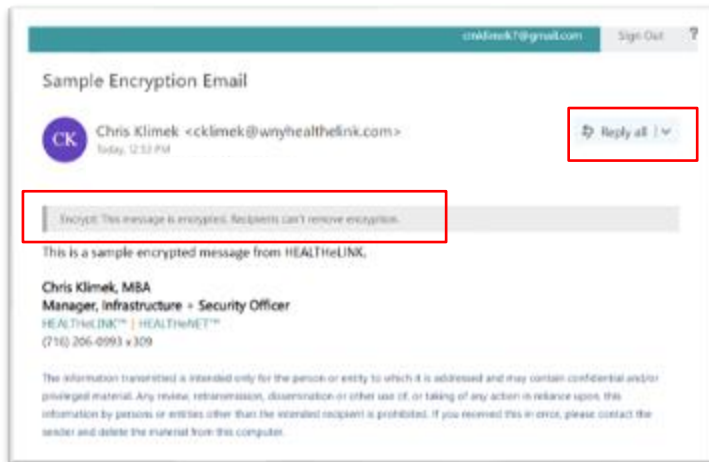 cmklimek7@gmail.com Sign Out ?
Sample Encryption Email
CK
Chris Klimek <cklimek@wnyhealthelink.com>
Reply all
Today, 12:53 PM
Encrypt: This message is encrypted. Recipients can't remove encryption.
This is a sample encrypted message from HEALTHeLINK.
Chris Klimek, MBA
Manager, Infrastructure + Security Officer
HEALTHeLINK™ | HEALTHeNET™
(716) 206-0993 x 309
The information transmitted is intended only for the person or entity to which it is addressed and may contain confidential and/or
privileged material. Any review, retransmission, dissemination or other use of, or taking of any action in reliance upon, this
information by persons or entities other than the intended recipient is prohibited. If you received this in error, please contact the
sender and delete the material from this computer.